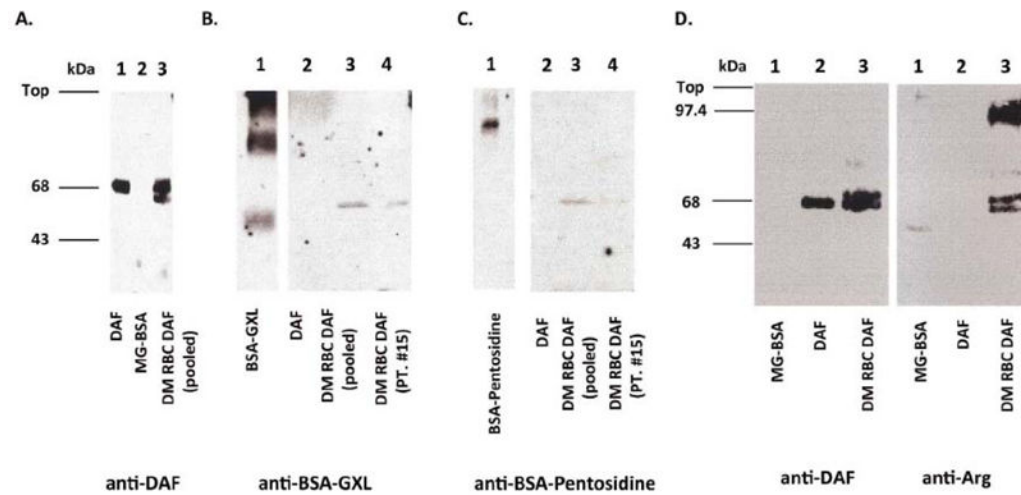 A. B. C. D.
kDa 1 2 3
1 2 3 4
1 2 3 4
kDa 1 2 3 1 2 3
Top
68
43
Top
97.4
68
43
DAF
MG-BSA
DM RBC DAF
(pooled)
BSA-GXL
DAF
DM RBC DAF
(pooled)
DM RBC DAF
(PT. #15)
BSA-Pentosidine
DAF
DM RBC DAF
(pooled)
DM RBC DAF
(PT. #15)
MG-BSA
DAF
DM RBC DAF
MG-BSA
DAF
DM RBC DAF
anti-DAF anti-BSA-GXL anti-BSA-Pentosidine anti-DAF anti-Arg